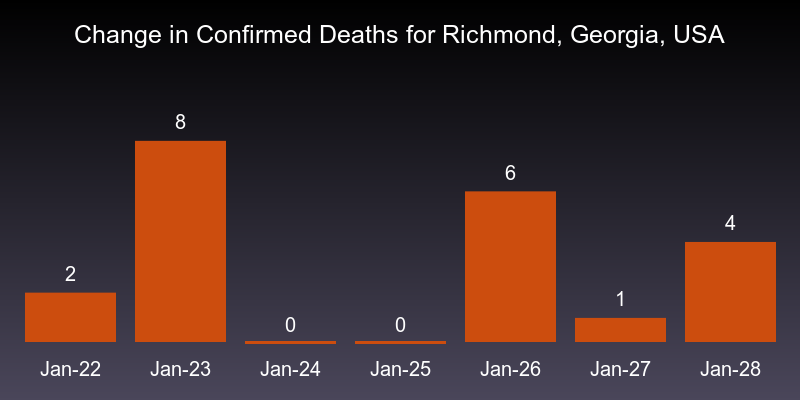 Change in Confirmed Deaths for Richmond, Georgia, USA
2 8 0 0 6 1 4
Jan-22 Jan-23 Jan-24 Jan-25 Jan-26 Jan-27 Jan-28